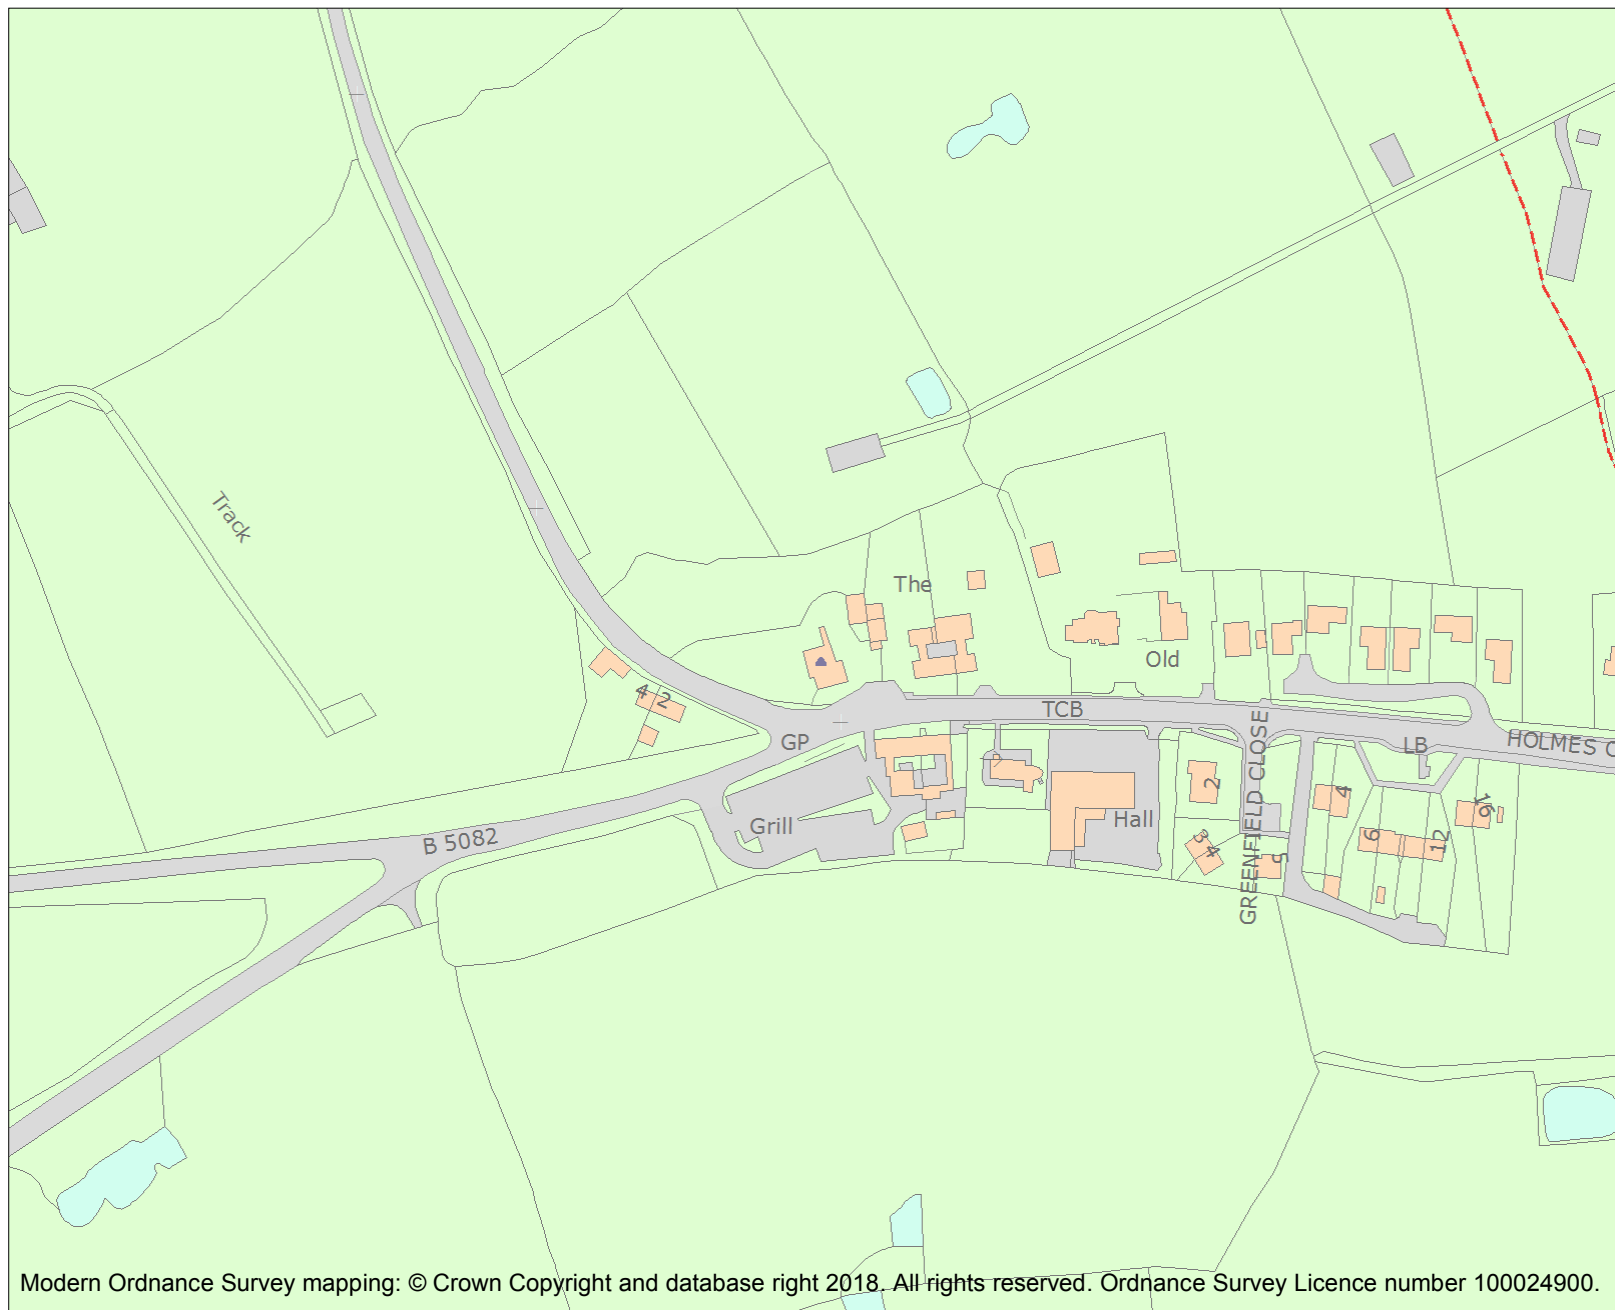 Track
The
Old
4 2
TCB
GP
HOLMES C
LB
B 5082
Grill
Hall
2
GREENFIELD CLOSE
3
4
5
4
6
12
16
Modern Ordnance Survey mapping: © Crown Copyright and database right 2018. All rights reserved. Ordnance Survey Licence number 100024900.